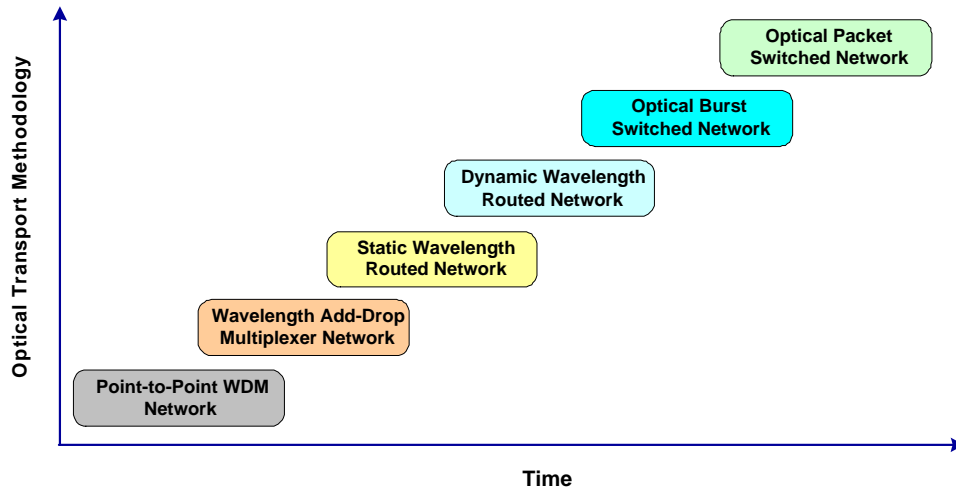 Optical Transport Methodology
Optical Packet
Switched Network
Optical Burst
Switched Network
Dynamic Wavelength
Routed Network
Static Wavelength
Routed Network
Wavelength Add-Drop
Multiplexer Network
Point-to-Point WDM
Network
Time